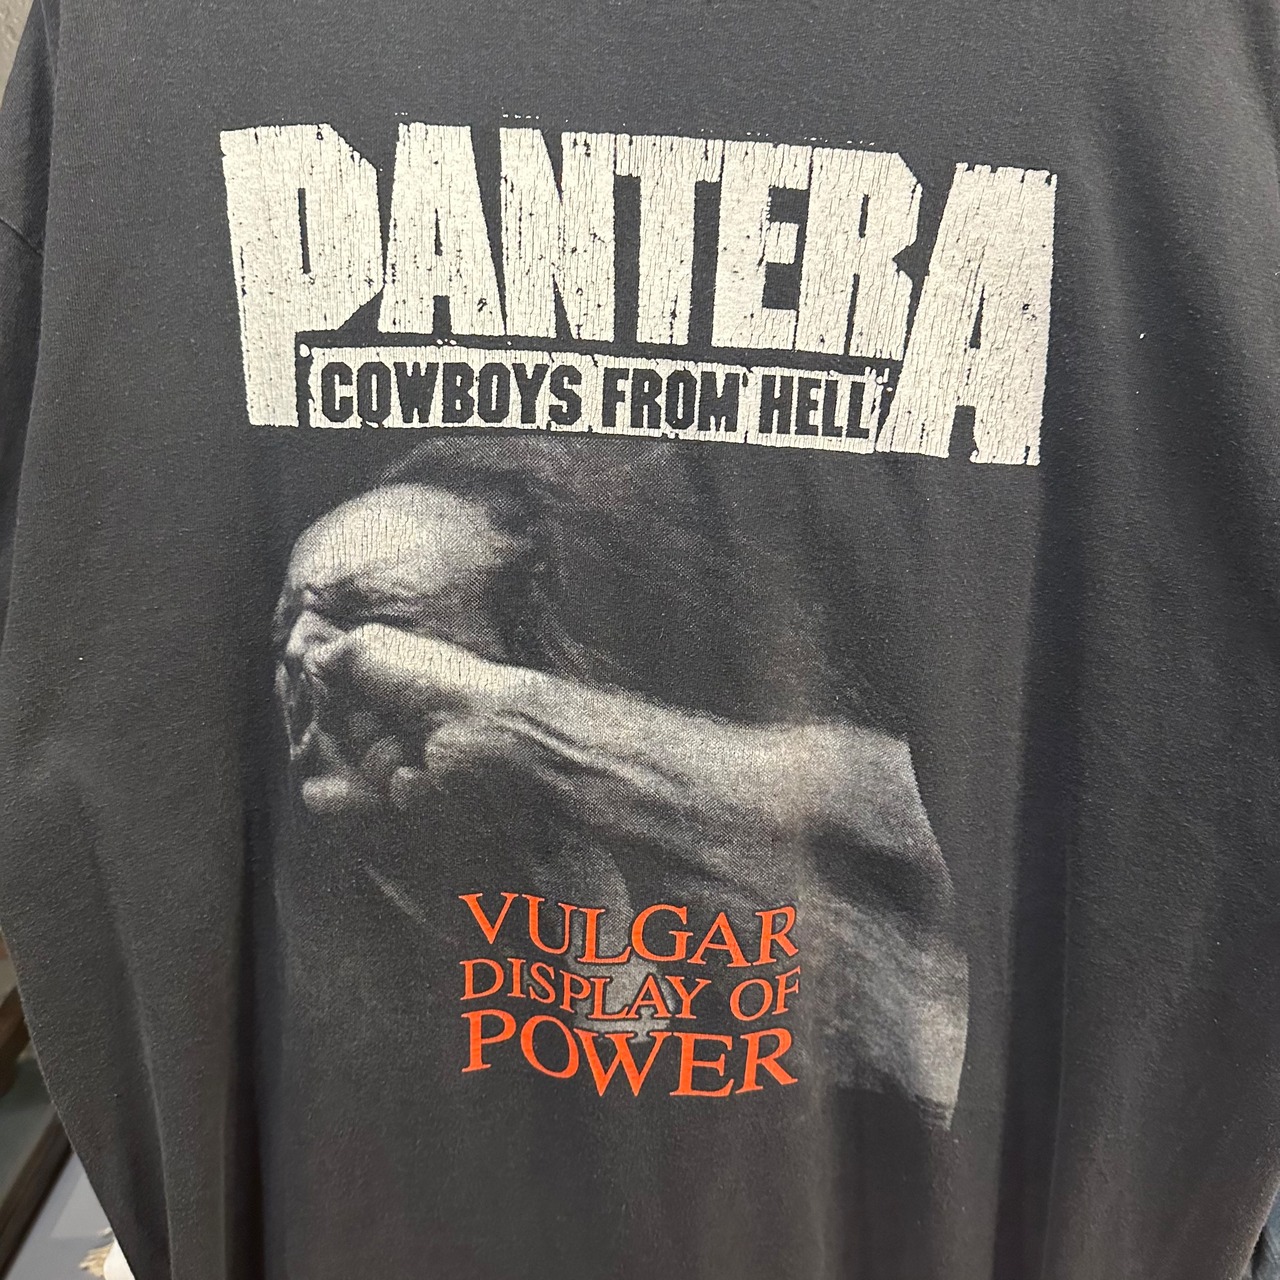 PANTERA
COWBOYS FROM HELL
VULGAR
DISPLAY OF
POWER